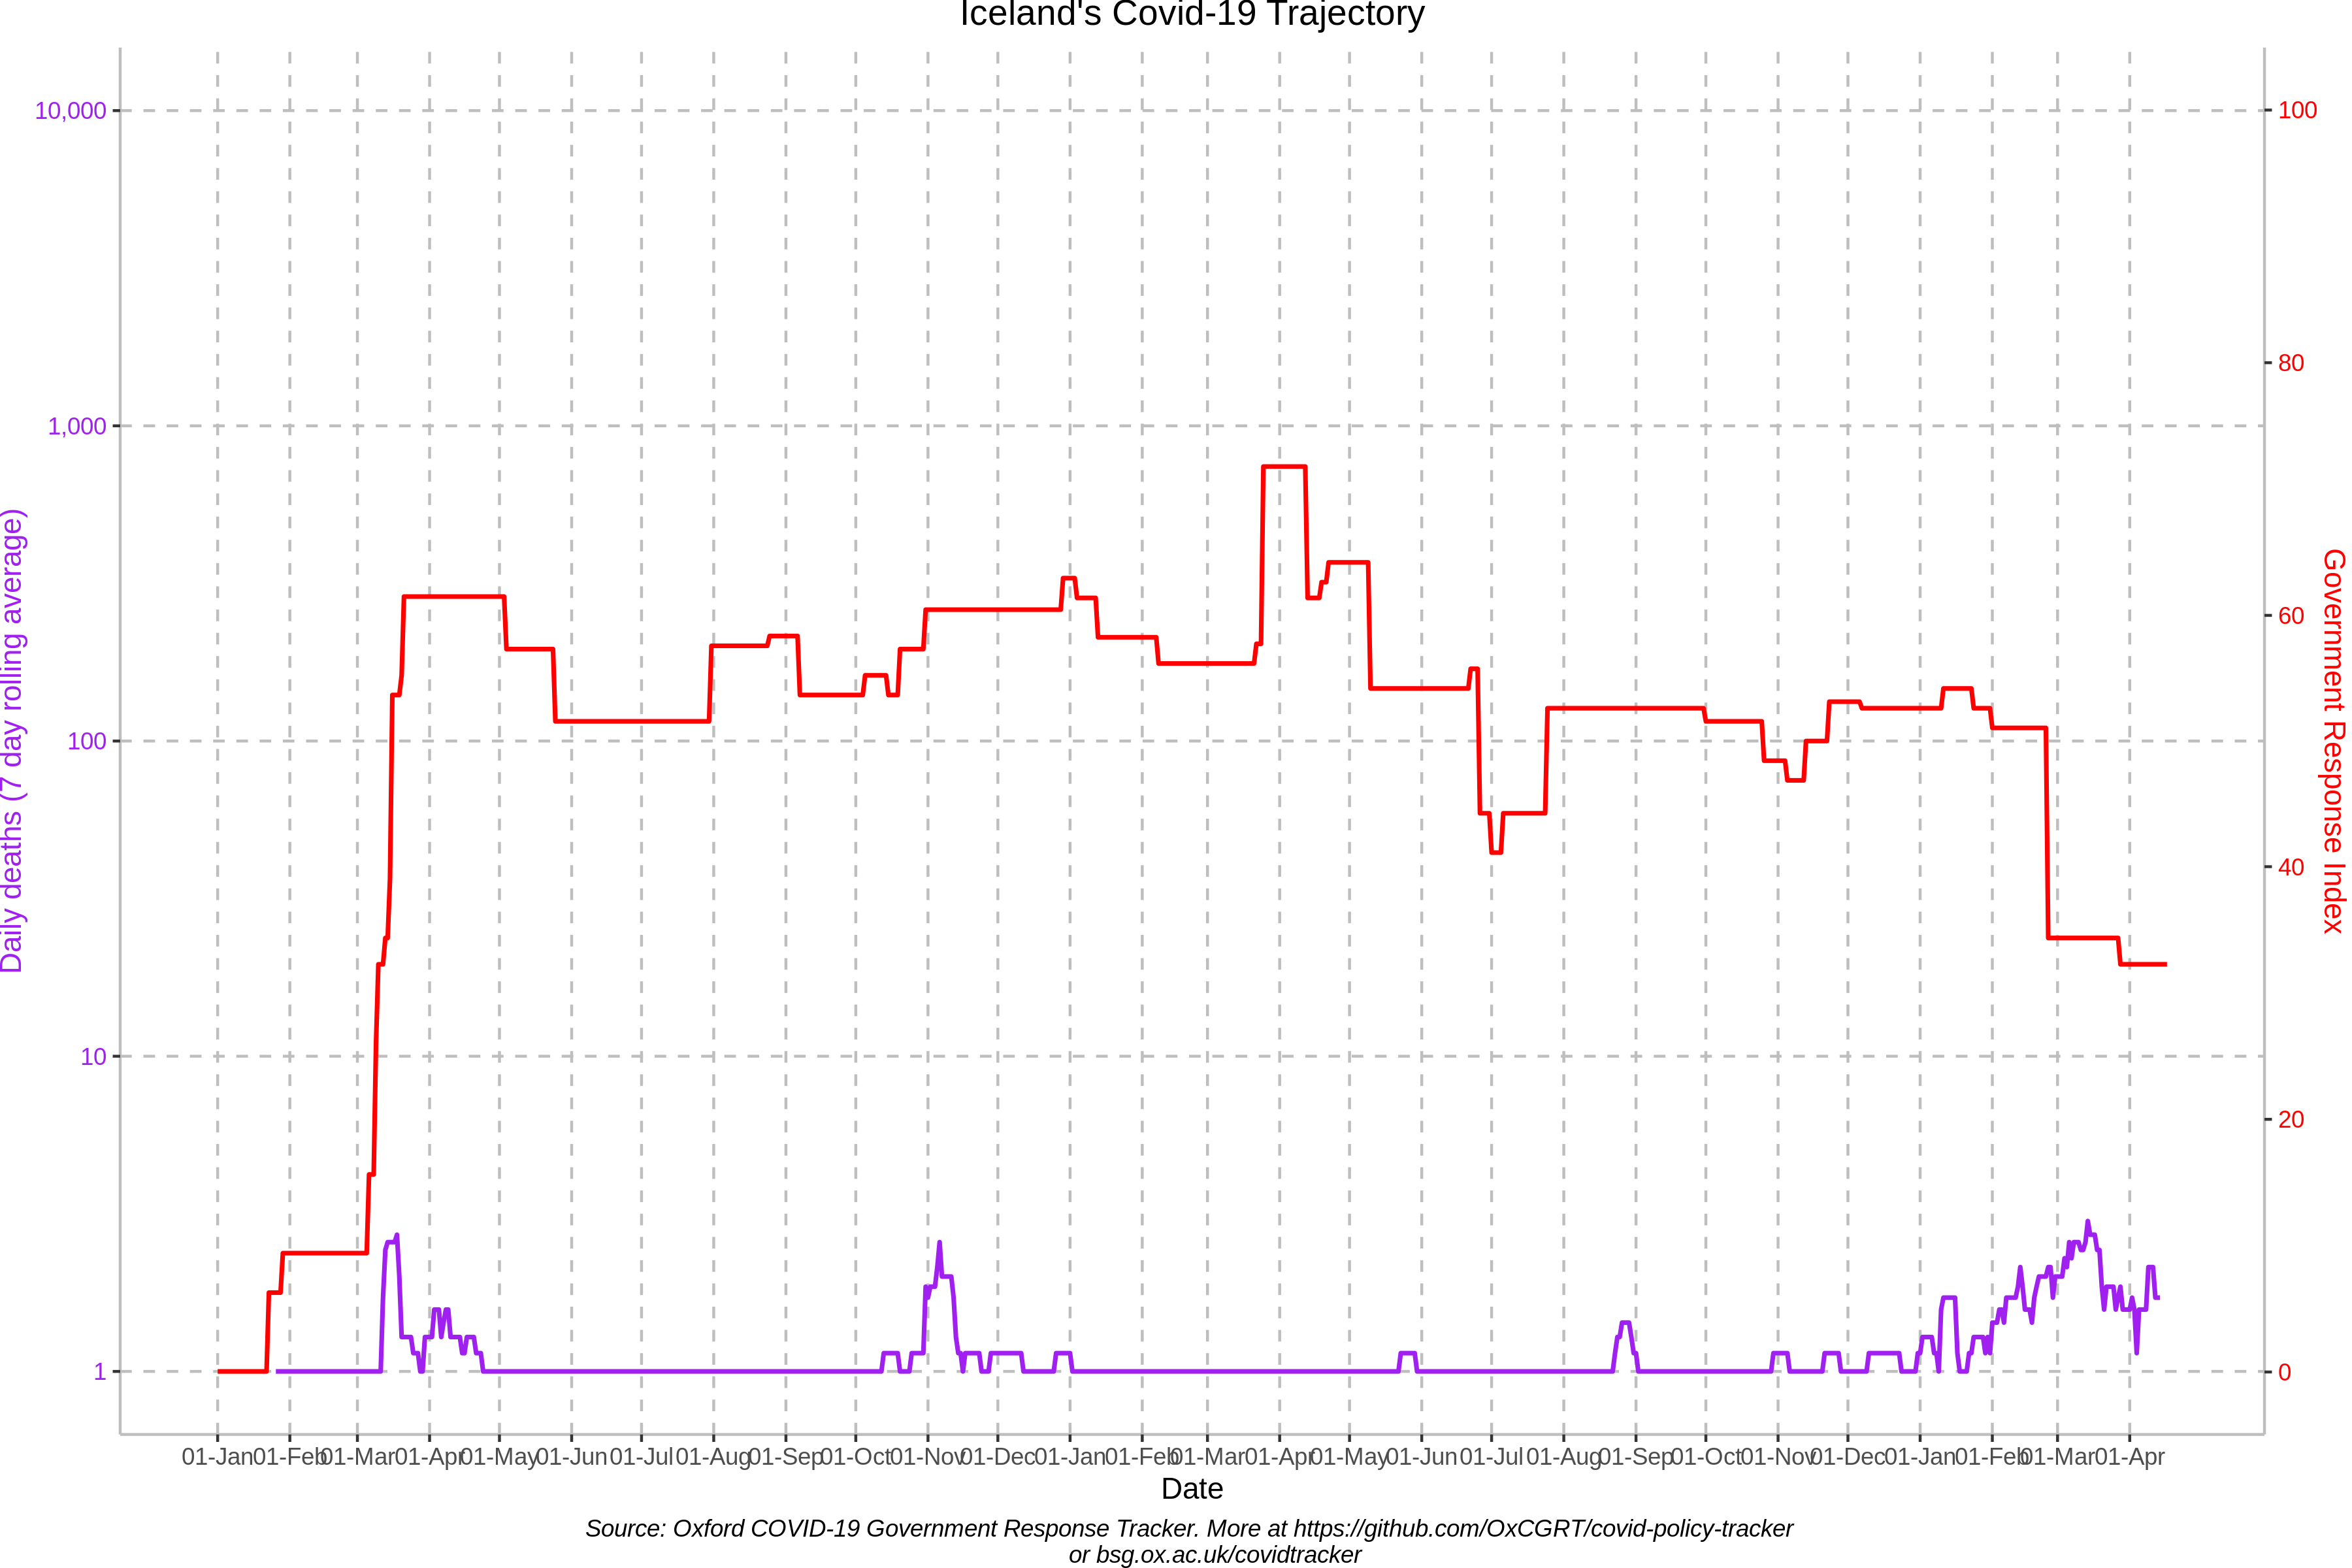 Iceland's Covid-19 Trajectory
10,000
1,000
100
10
1
Daily deaths (7 day rolling average)
100
80
60
40
20
0
Government Response Index
01-Jan 01-Feb 01-Mar 01-Apr 01-May 01-Jun 01-Jul 01-Aug 01-Sep 01-Oct 01-Nov 01-Dec 01-Jan 01-Feb 01-Mar 01-Apr 01-May 01-Jun 01-Jul 01-Aug 01-Sep 01-Oct 01-Nov 01-Dec 01-Jan 01-Feb 01-Mar 01-Apr
Date
Source: Oxford COVID-19 Government Response Tracker. More at https://github.com/OxCGRT/covid-policy-tracker
or bsg.ox.ac.uk/covidtracker